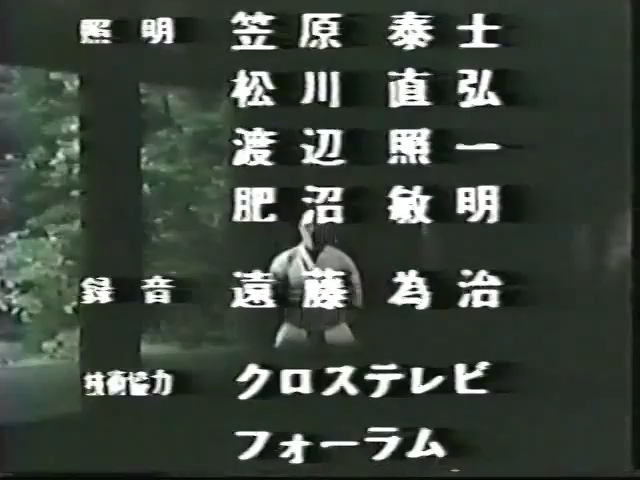 照明 笠原 泰士
松川 直弘
渡辺 照一
肥沼 敏明
録音 遠藤 為治
技術協力 クロステレビ
フォーラム